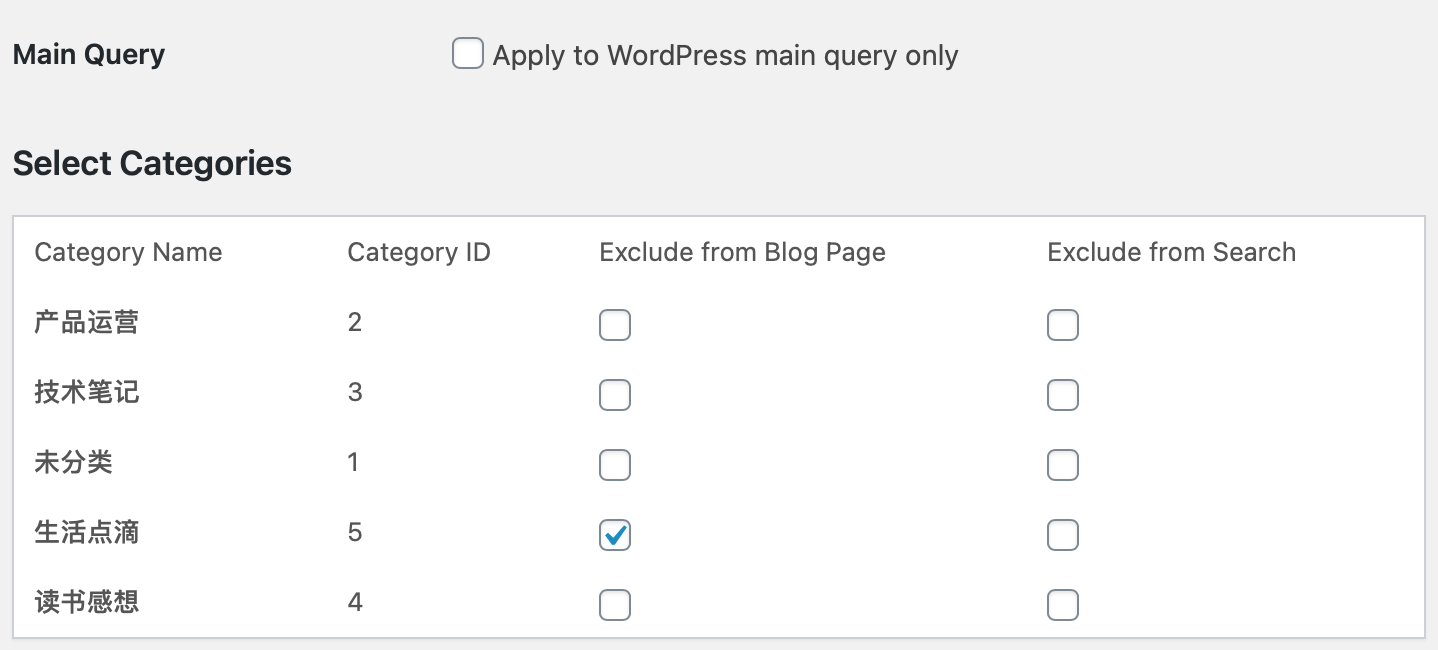 Main Query
Apply to WordPress main query only
Select Categories
Category Name Category ID Exclude from Blog Page Exclude from Search
产品运营 2
技术笔记 3
未分类 1
生活点滴 5
读书感想 4